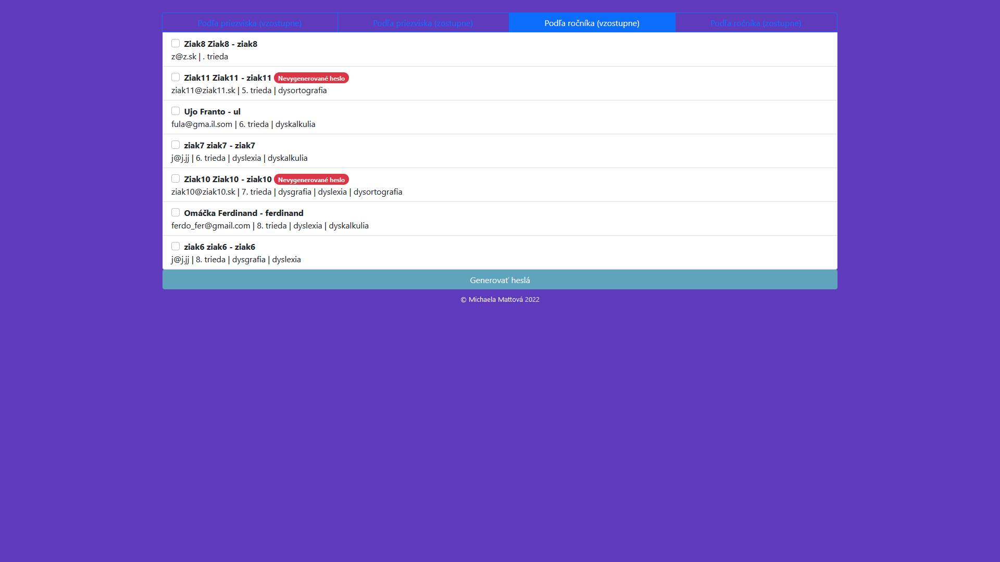 Podľa priezviska (vzostupne) Podľa priezviska (zostupne) Podľa ročníka (vzostupne) Podľa ročníka (zostupne)
Ziak8 Ziak8 - ziak8
z@z.sk | . trieda
Ziak11 Ziak11 - ziak11 Nevygenerované heslo
ziak11@ziak11.sk | 5. trieda | dysortografia
Ujo Franto - ul
fula@gma.il.som | 6. trieda | dyskalkulia
ziak7 ziak7 - ziak7
j@j.jj | 6. trieda | dyslexia | dyskalkulia
Ziak10 Ziak10 - ziak10 Nevygenerované heslo
ziak10@ziak10.sk | 7. trieda | dysgrafia | dyslexia | dysortografia
Omáčka Ferdinand - ferdinand
ferdo_fer@gmail.com | 8. trieda | dyslexia | dyskalkulia
ziak6 ziak6 - ziak6
j@j.jj | 8. trieda | dysgrafia | dyslexia
Generovať heslá
© Michaela Mattová 2022